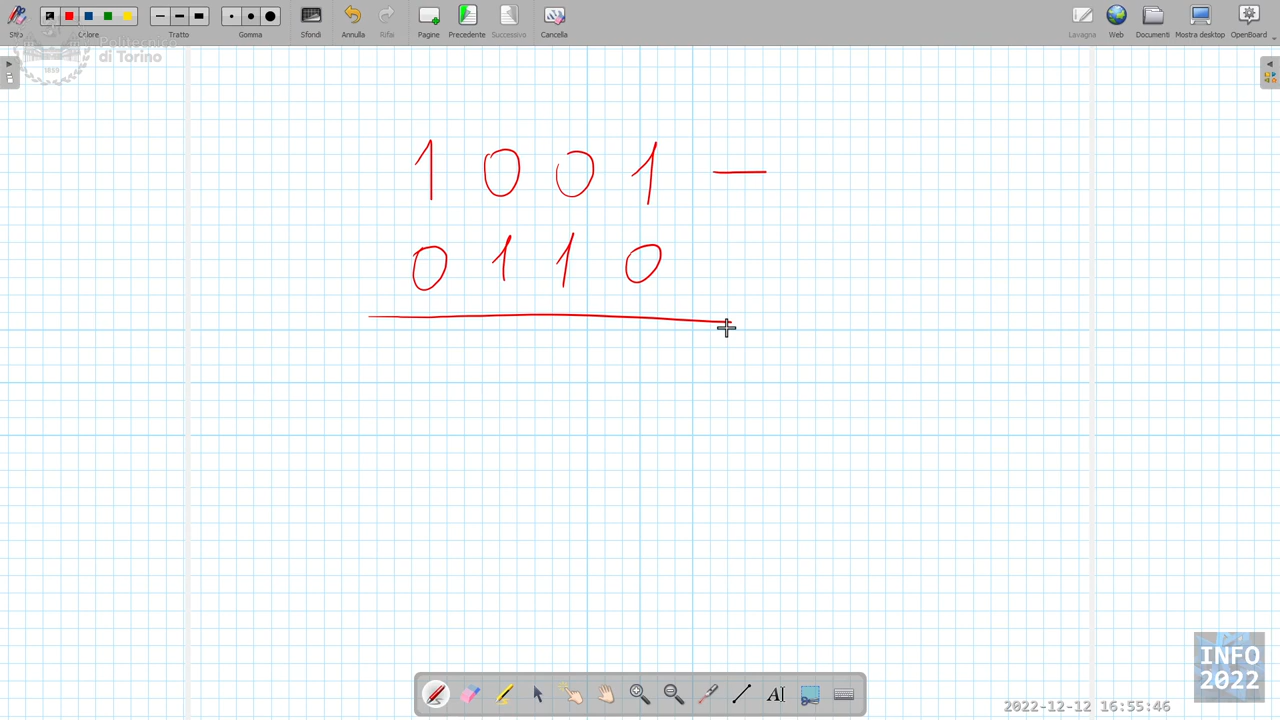 Stilo Colore Tratto Gomma Sfondi Annulla Rifai Pagine Precedente Successivo Cancella Lavagna Web Documenti Mostra desktop OpenBoard
Politecnico
di Torino
1859
1 0 0 1 —
0 1 1 0
INFO
2022
2022-12-12 16:55:46